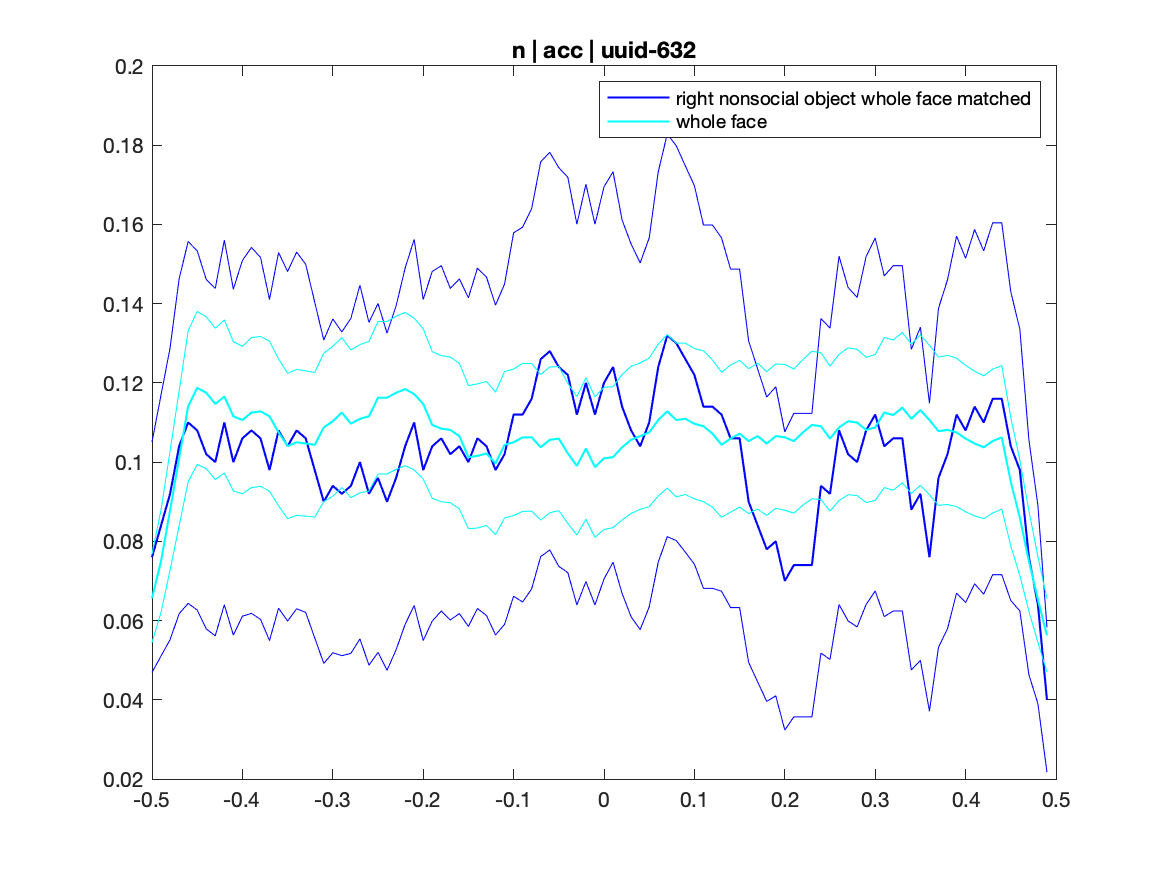 n | acc | uuid-632
right nonsocial object whole face matched
whole face
0.2
0.18
0.16
0.14
0.12
0.1
0.08
0.06
0.04
0.02
-0.5 -0.4 -0.3 -0.2 -0.1 0 0.1 0.2 0.3 0.4 0.5